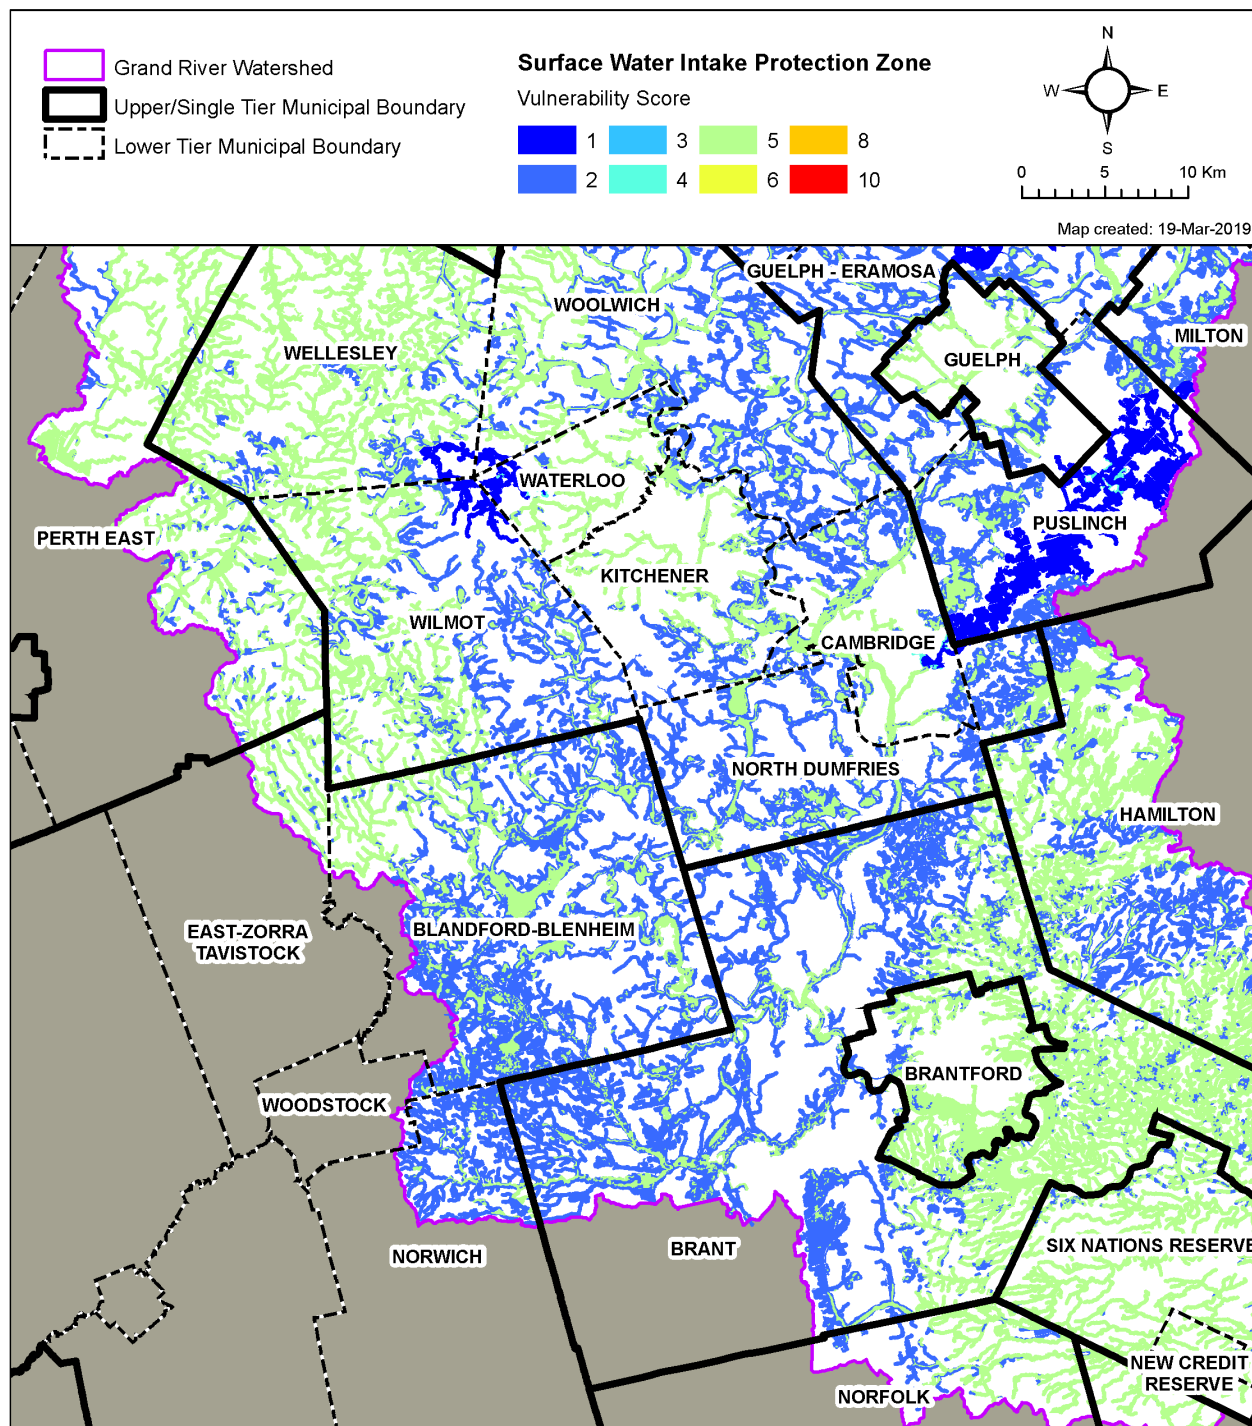 Grand River Watershed
Upper/Single Tier Municipal Boundary
Lower Tier Municipal Boundary
Surface Water Intake Protection Zone
Vulnerability Score
1 3 5 8
2 4 6 10
N
W E
S
0 5 10 Km
Map created: 19-Mar-2019
GUELPH - ERAMOSA
WOOLWICH
MILTON
WELLESLEY
GUELPH
WATERLOO
PUSLINCH
PERTH EAST
KITCHENER
WILMOT
CAMBRIDGE
NORTH DUMFRIES
HAMILTON
BLANDFORD-BLENHEIM
EAST-ZORRA
TAVISTOCK
BRANTFORD
WOODSTOCK
SIX NATIONS RESERVE
BRANT
NORWICH
NEW CREDIT
RESERVE
NORFOLK